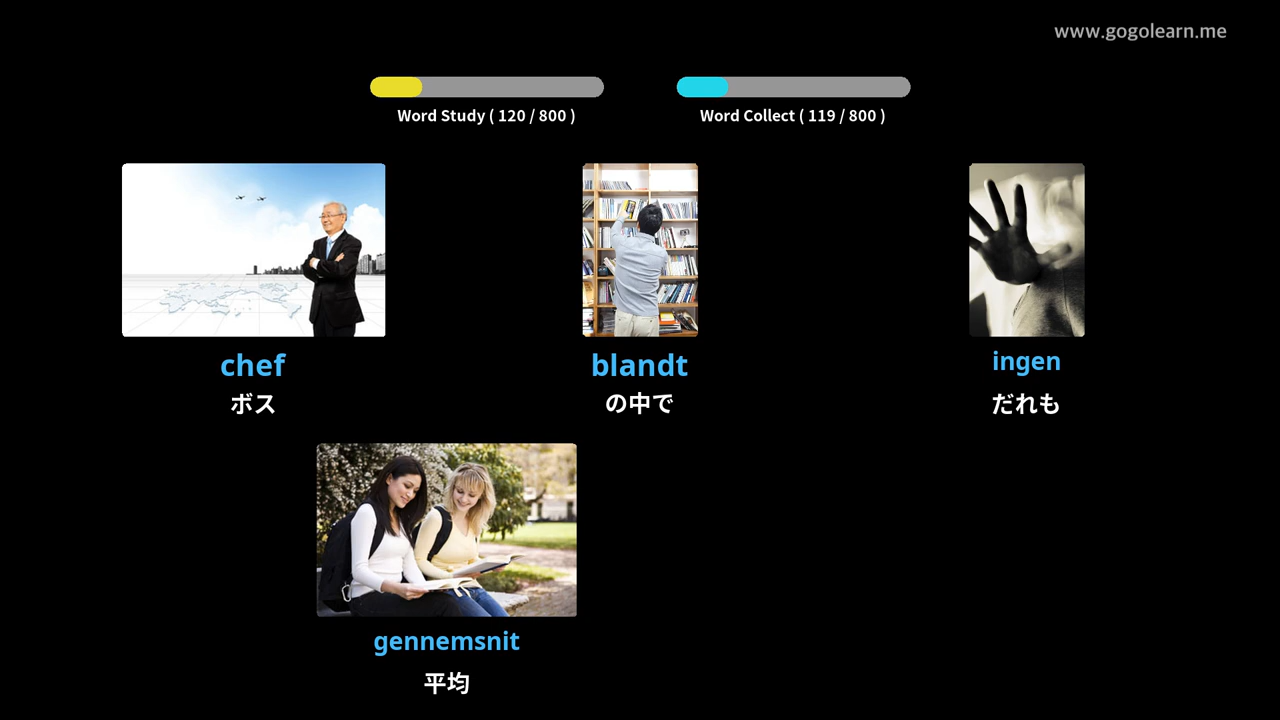 www.gogolearn.me
Word Study ( 120 / 800 )
Word Collect ( 119 / 800 )
chef
ボス
blandt
の中で
ingen
だれも
gennemsnit
平均